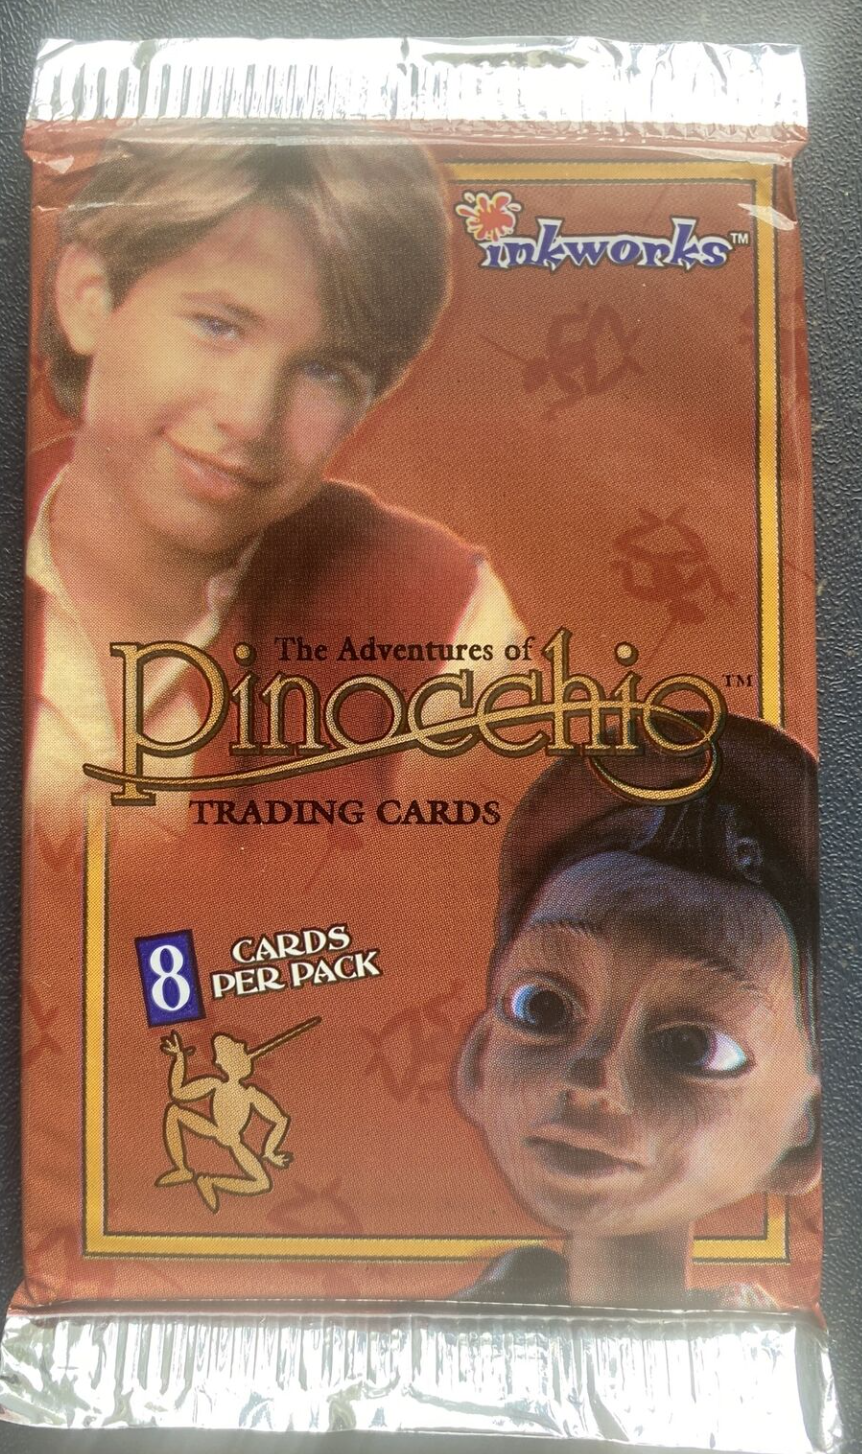 inkworks™
The Adventures of
Pinocchio™
TRADING CARDS
8 CARDS
PER PACK